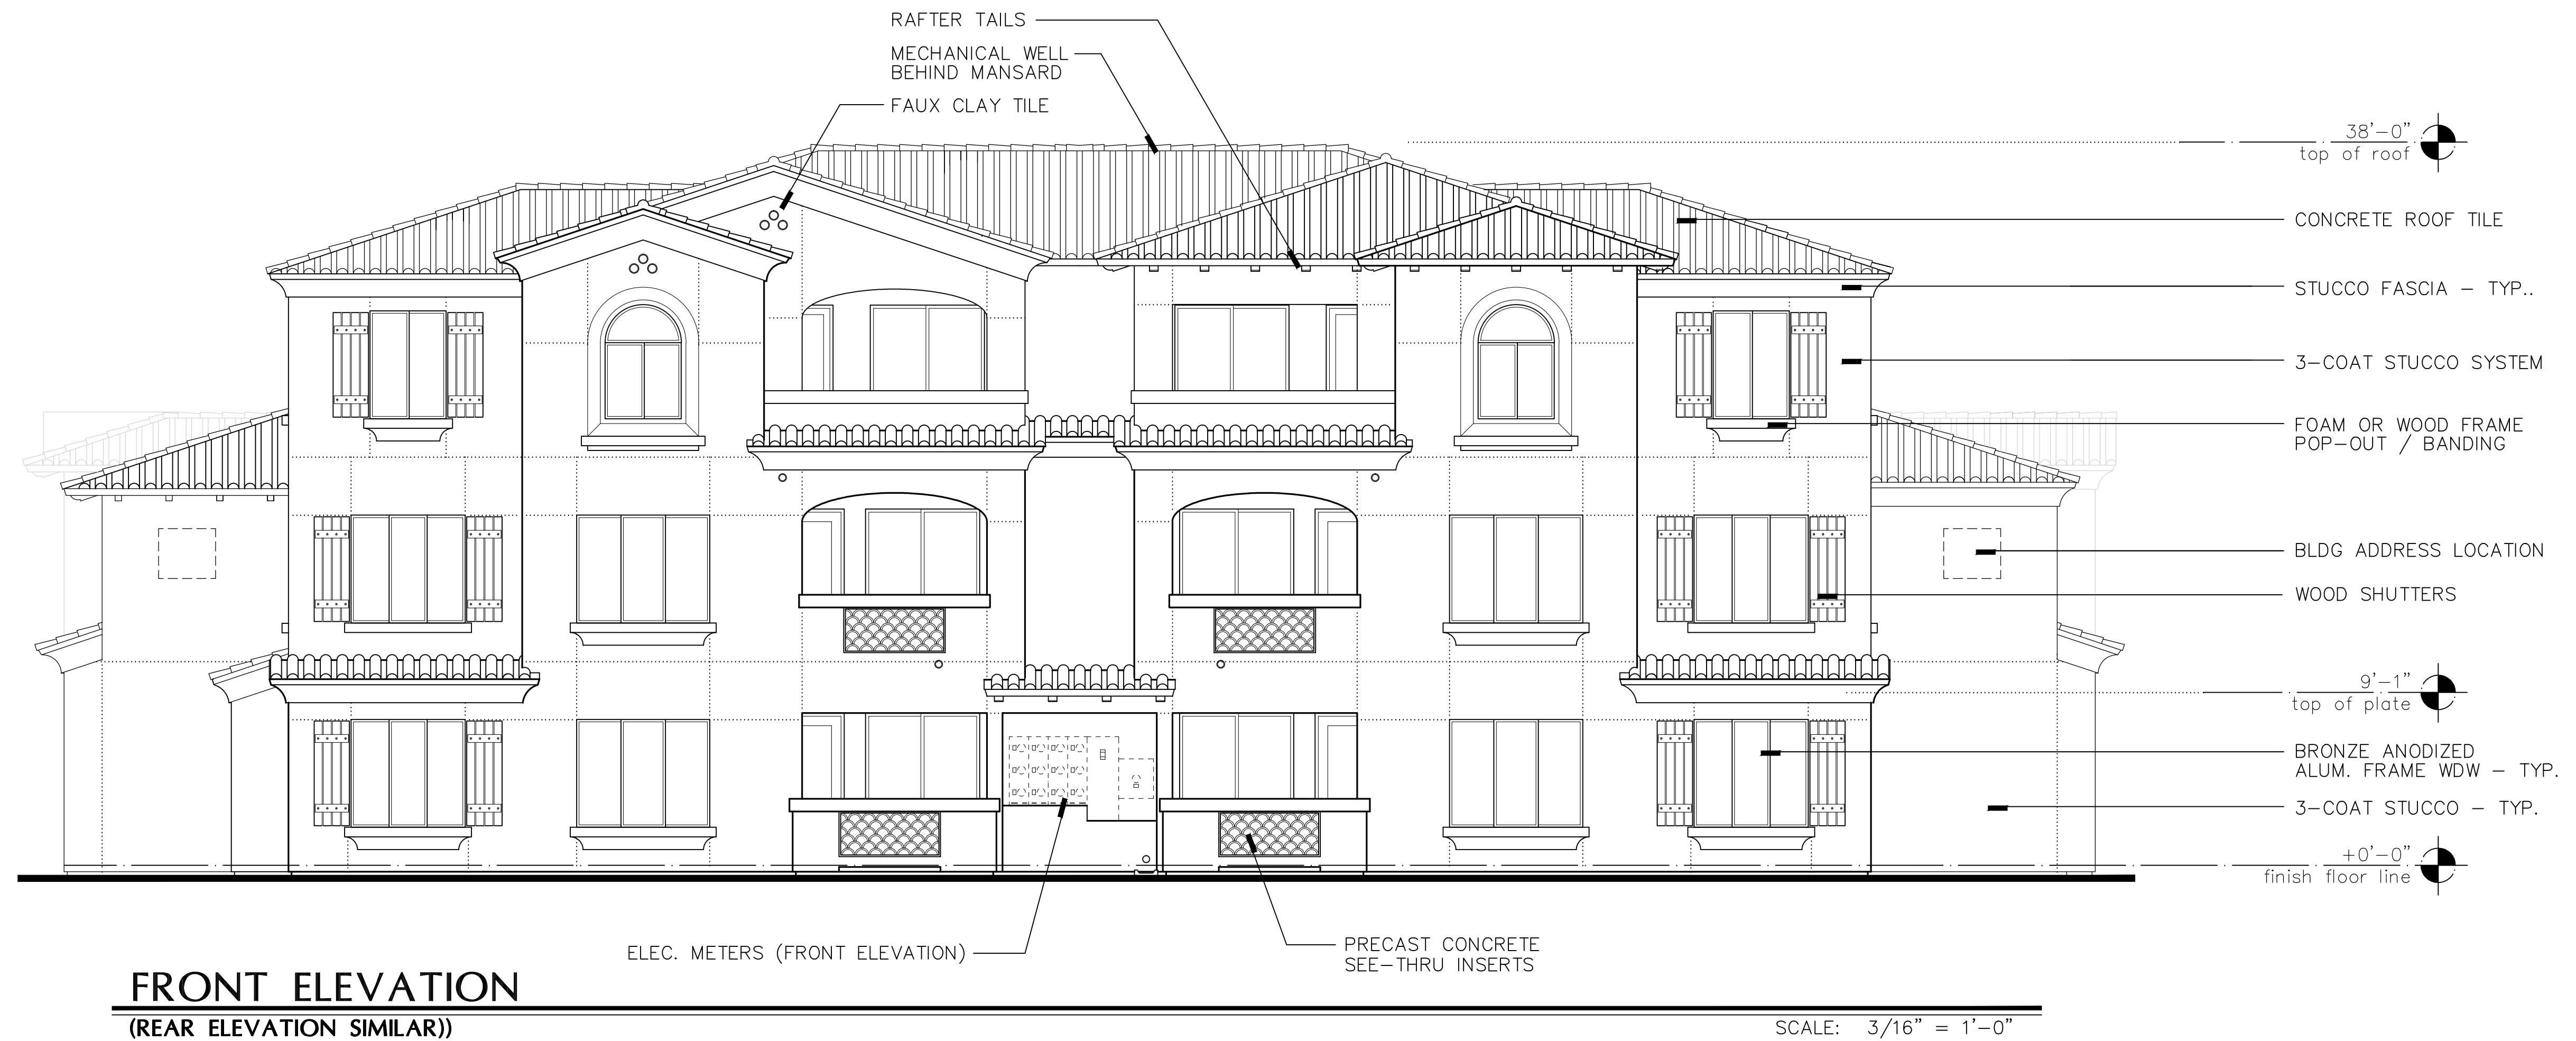 RAFTER TAILS
MECHANICAL WELL
BEHIND MANSARD
FAUX CLAY TILE
38'-0"
top of roof
CONCRETE ROOF TILE
STUCCO FASCIA - TYP..
3-COAT STUCCO SYSTEM
FOAM OR WOOD FRAME
POP-OUT / BANDING
BLDG ADDRESS LOCATION
WOOD SHUTTERS
9'-1"
top of plate
BRONZE ANODIZED
ALUM. FRAME WDW - TYP.
3-COAT STUCCO - TYP.
+0'-0"
finish floor line
ELEC. METERS (FRONT ELEVATION)
PRECAST CONCRETE
SEE-THRU INSERTS
FRONT ELEVATION
(REAR ELEVATION SIMILAR))
SCALE: 3/16" = 1'-0"